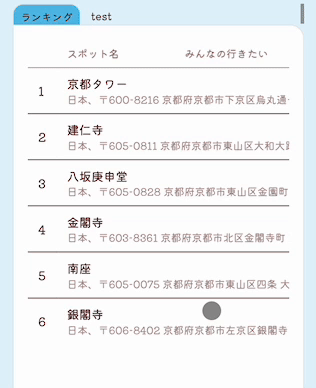 ランキング test
スポット名 みんなの行きたい
1 京都タワー
日本、〒600-8216 京都府京都市下京区烏丸通
2 建仁寺
日本、〒605-0811 京都府京都市東山区大和大路
3 八坂庚申堂
日本、〒605-0828 京都府京都市東山区金園町
4 金閣寺
日本、〒603-8361 京都府京都市北区金閣寺町
5 南座
日本、〒605-0075 京都府京都市東山区四条 大
6 銀閣寺
日本、〒606-8402 京都府京都市左京区銀閣寺